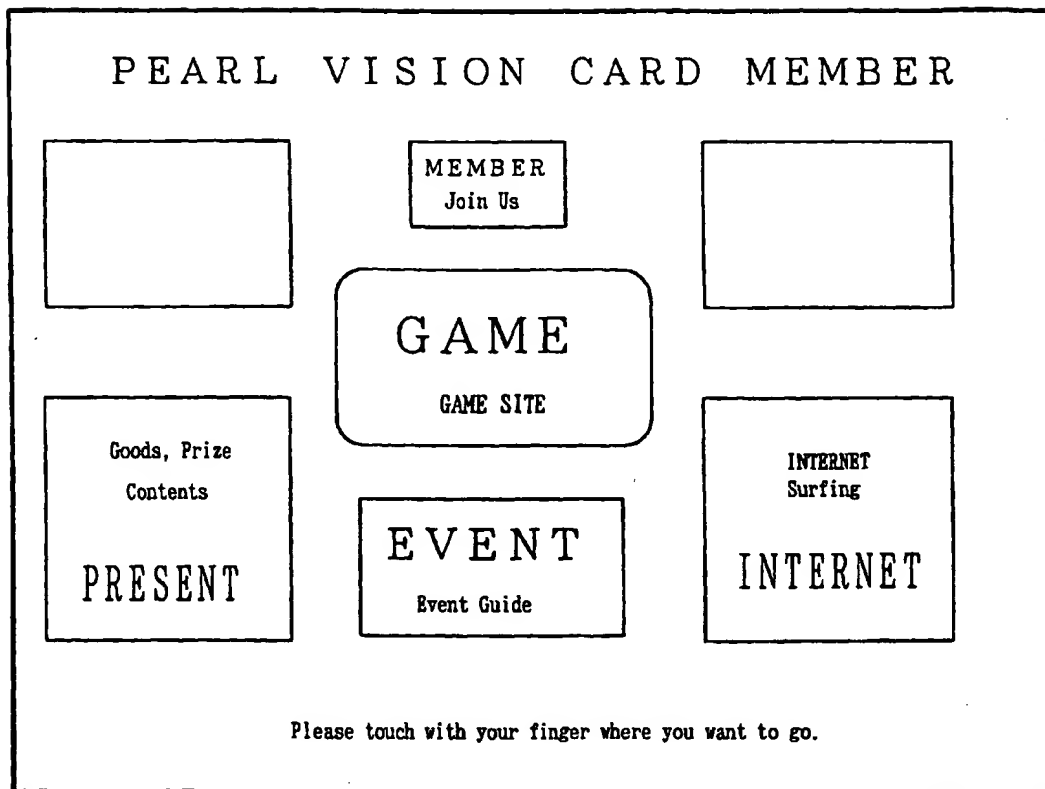 PEARL VISION CARD MEMBER
MEMBER
Join Us
GAME
GAME SITE
Goods, Prize
Contents
PRESENT
EVENT
Event Guide
INTERNET
Surfing
INTERNET
Please touch with your finger where you want to go.